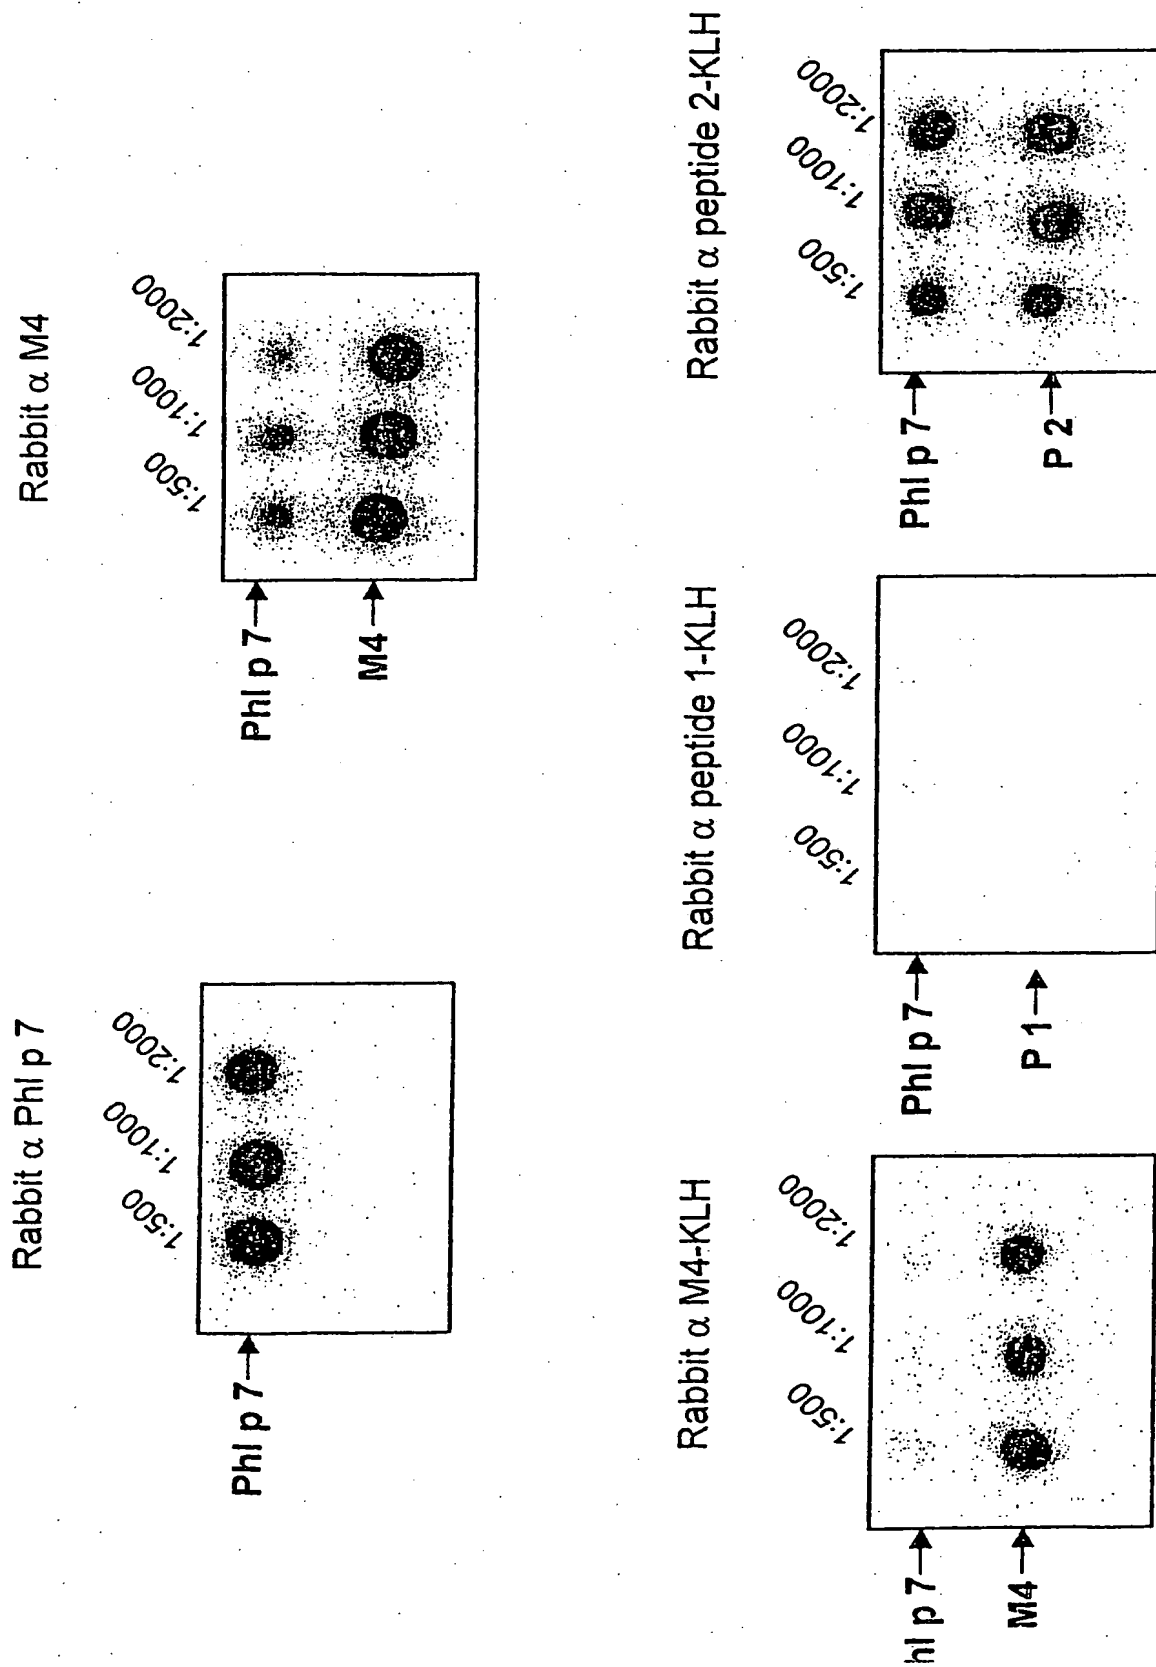 Rabbit α Phl p 7
1:500 1:1000 1:2000
Phl p 7
Rabbit α M4
1:500 1:1000 1:2000
Phl p 7
M4
Rabbit α M4-KLH
1:500 1:1000 1:2000
hl p 7
M4
Rabbit α peptide 1-KLH
1:500 1:1000 1:2000
Phl p 7
P 1
Rabbit α peptide 2-KLH
1:500 1:1000 1:2000
Phl p 7
P 2